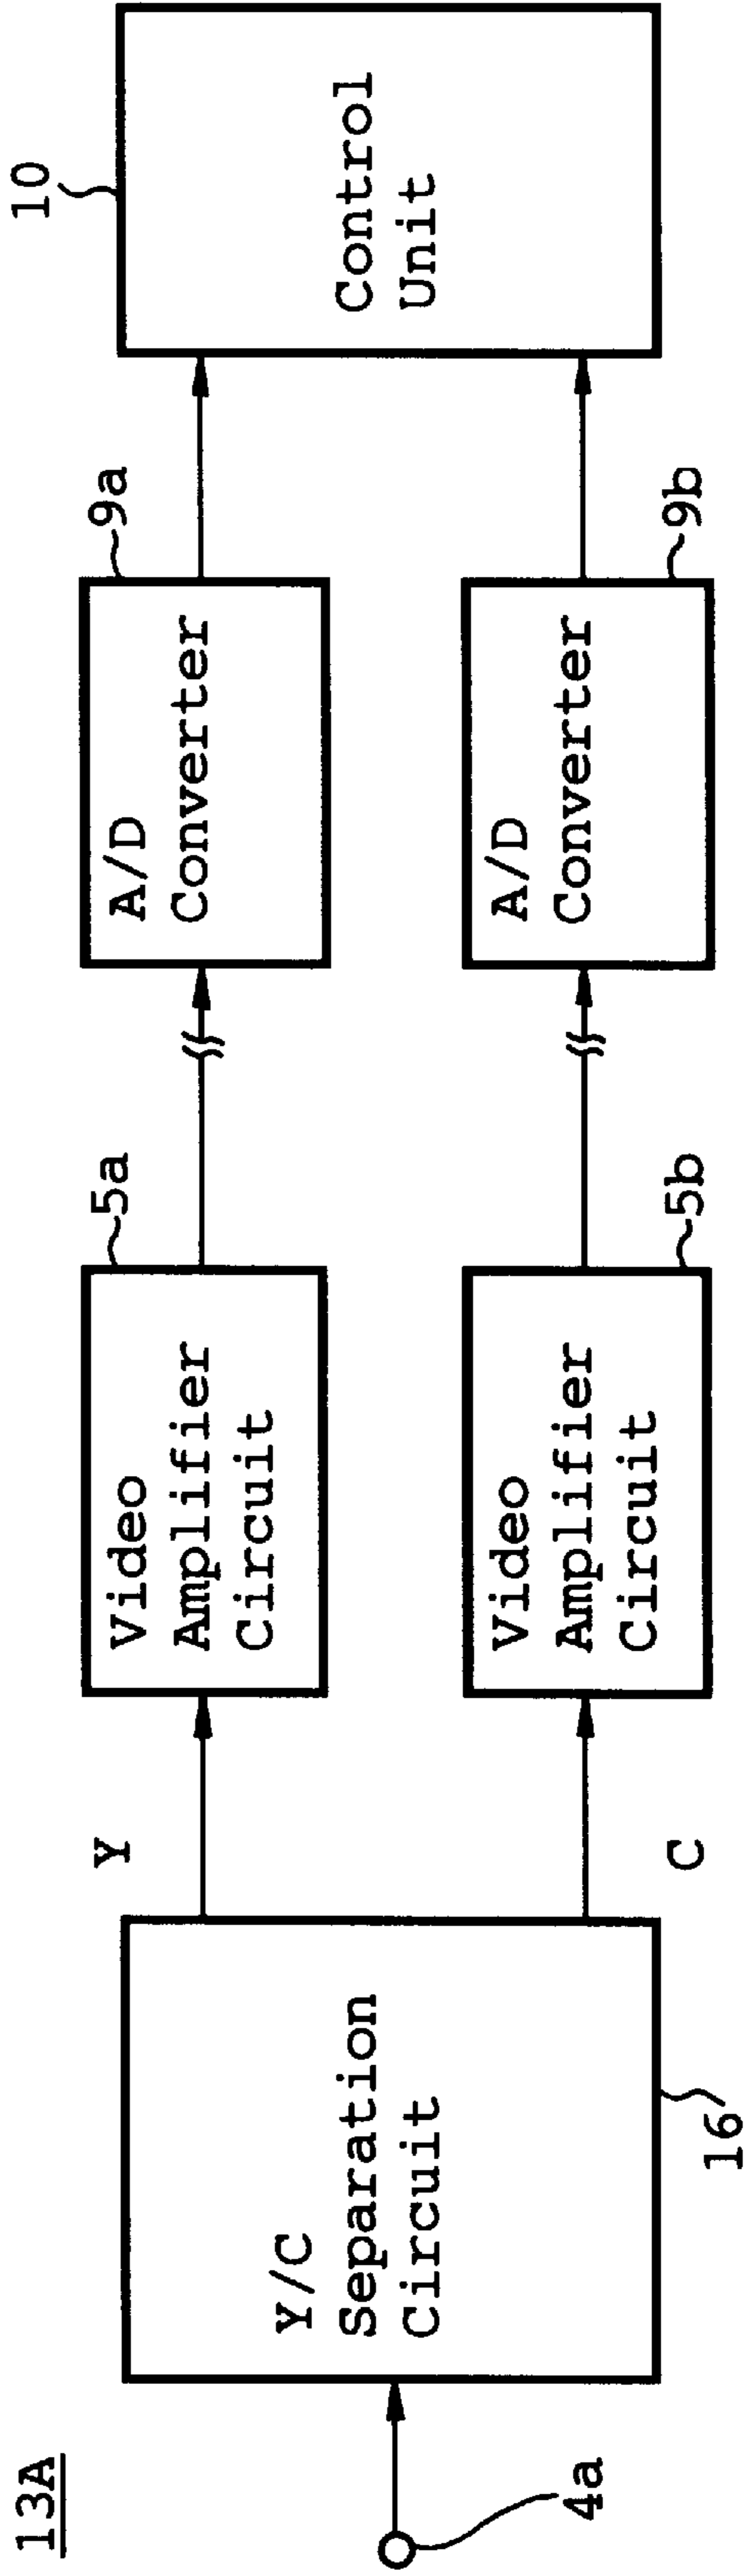 13A
4a
Y/C
Separation
Circuit
16
Y
C
Video
Amplifier
Circuit
5a
Video
Amplifier
Circuit
5b
A/D
Converter
9a
A/D
Converter
9b
Control
Unit
10